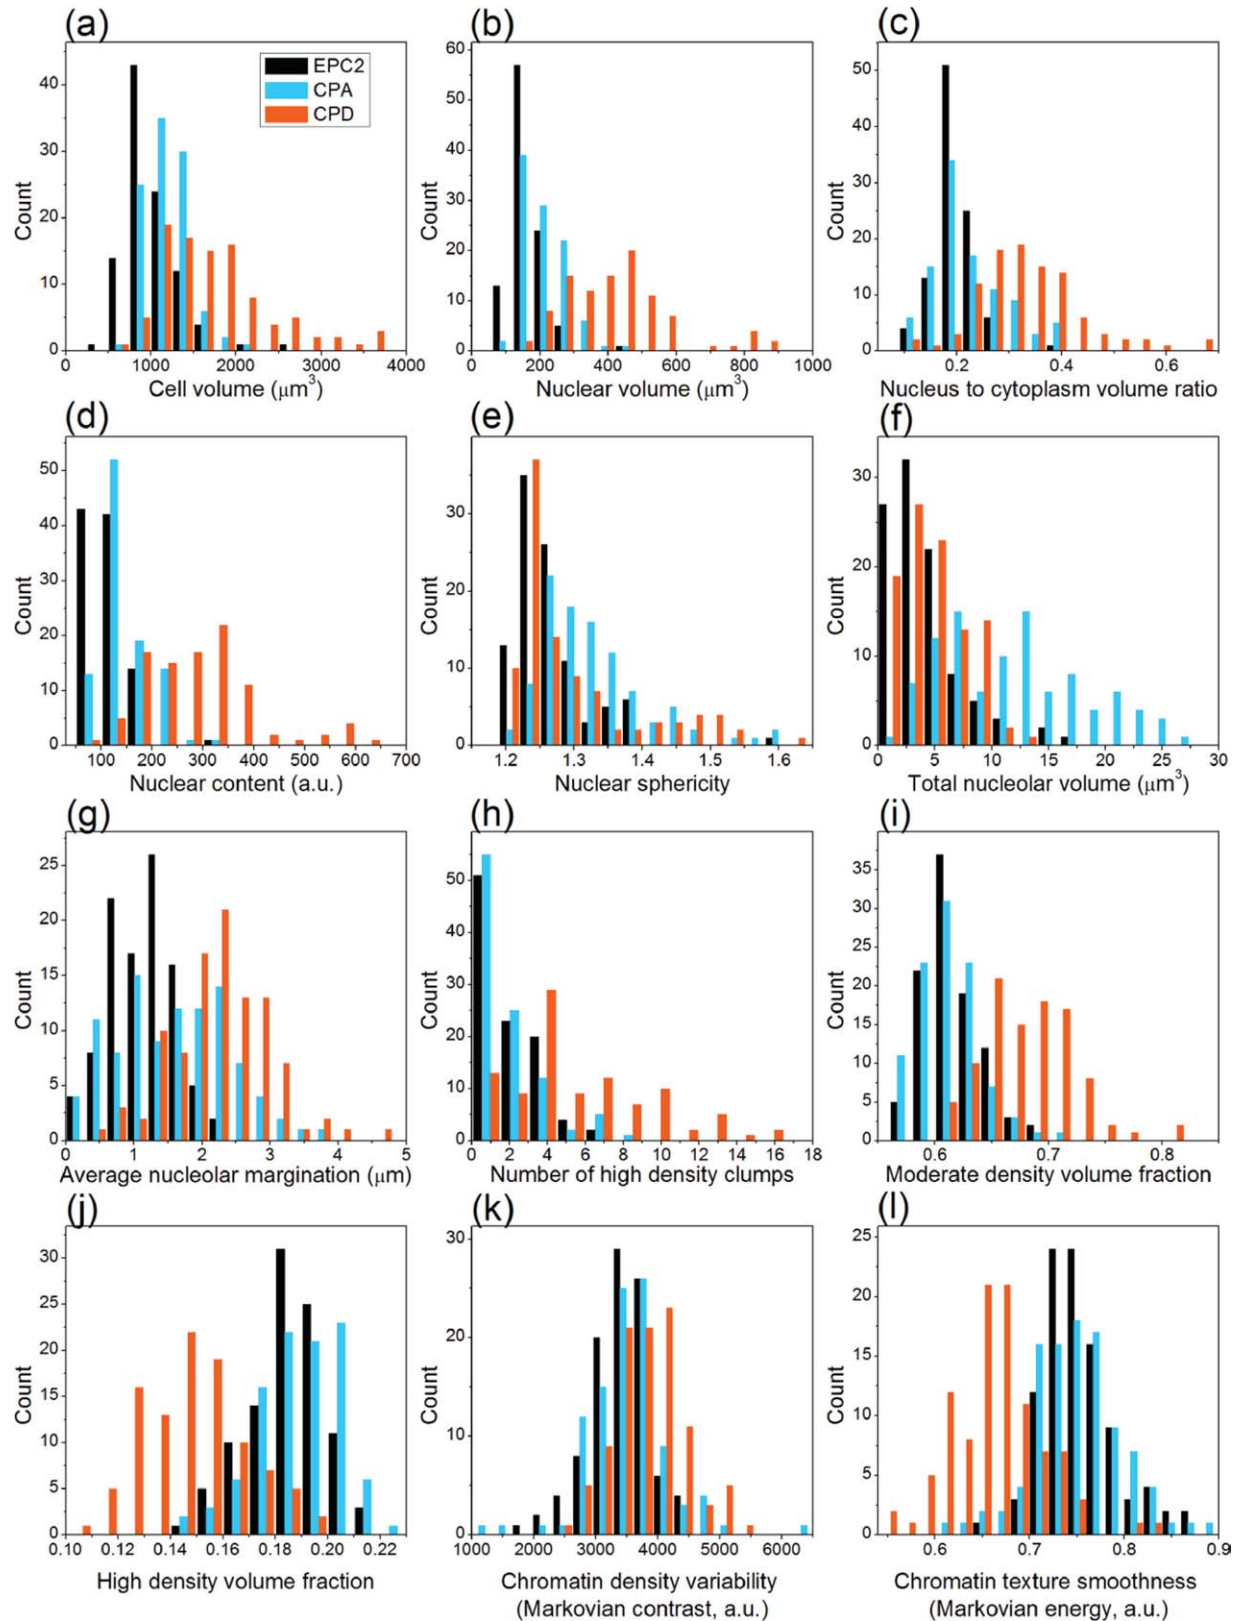 (a)
EPC2
CPA
CPD
Count
0
10
20
30
40
0 1000 2000 3000 4000
Cell volume (μm³)
(b)
Count
0
10
20
30
40
50
60
0 200 400 600 800 1000
Nuclear volume (μm³)
(c)
Count
0
10
20
30
40
50
0.2 0.4 0.6
Nucleus to cytoplasm volume ratio
(d)
Count
0
10
20
30
40
50
100 200 300 400 500 600 700
Nuclear content (a.u.)
(e)
Count
0
10
20
30
1.2 1.3 1.4 1.5 1.6
Nuclear sphericity
(f)
Count
0
10
20
30
0 5 10 15 20 25 30
Total nucleolar volume (μm³)
(g)
Count
0
5
10
15
20
25
0 1 2 3 4 5
Average nucleolar margination (μm)
(h)
Count
0
10
20
30
40
50
0 2 4 6 8 10 12 14 16 18
Number of high density clumps
(i)
Count
0
5
10
15
20
25
30
35
0.6 0.7 0.8
Moderate density volume fraction
(j)
Count
0
5
10
15
20
25
30
0.10 0.12 0.14 0.16 0.18 0.20 0.22
High density volume fraction
(k)
Count
0
10
20
30
1000 2000 3000 4000 5000 6000
Chromatin density variability
(Markovian contrast, a.u.)
(l)
Count
0
5
10
15
20
25
0.6 0.7 0.8 0.9
Chromatin texture smoothness
(Markovian energy, a.u.)